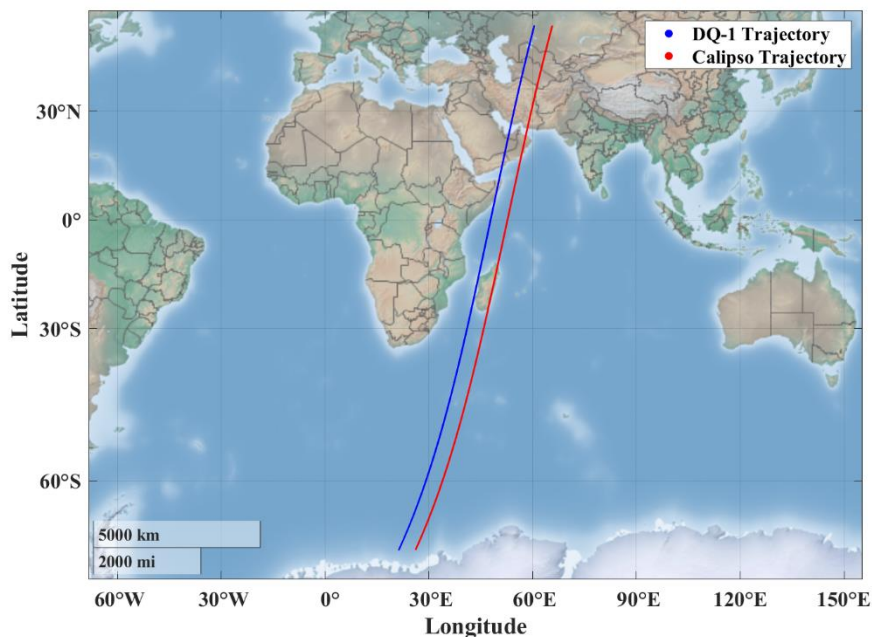 DQ-1 Trajectory
Calipso Trajectory
30°N
0°
30°S
60°S
Latitude
5000 km
2000 mi
60°W
30°W
0°
30°E
60°E
90°E
120°E
150°E
Longitude